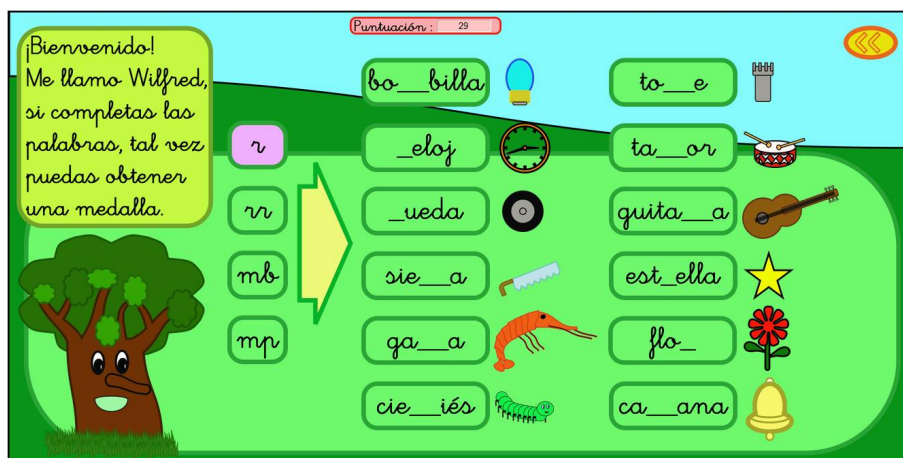 Puntuación : 29
¡Bienvenido!
Me llamo Wilfred,
si completas las
palabras, tal vez
puedas obtener
una medalla.
r
rr
mb
mp
bo__billa
_eloj
_ueda
sie__a
ga__a
cie__iés
to__e
ta__or
guita__a
est_ella
flo_
ca__ana